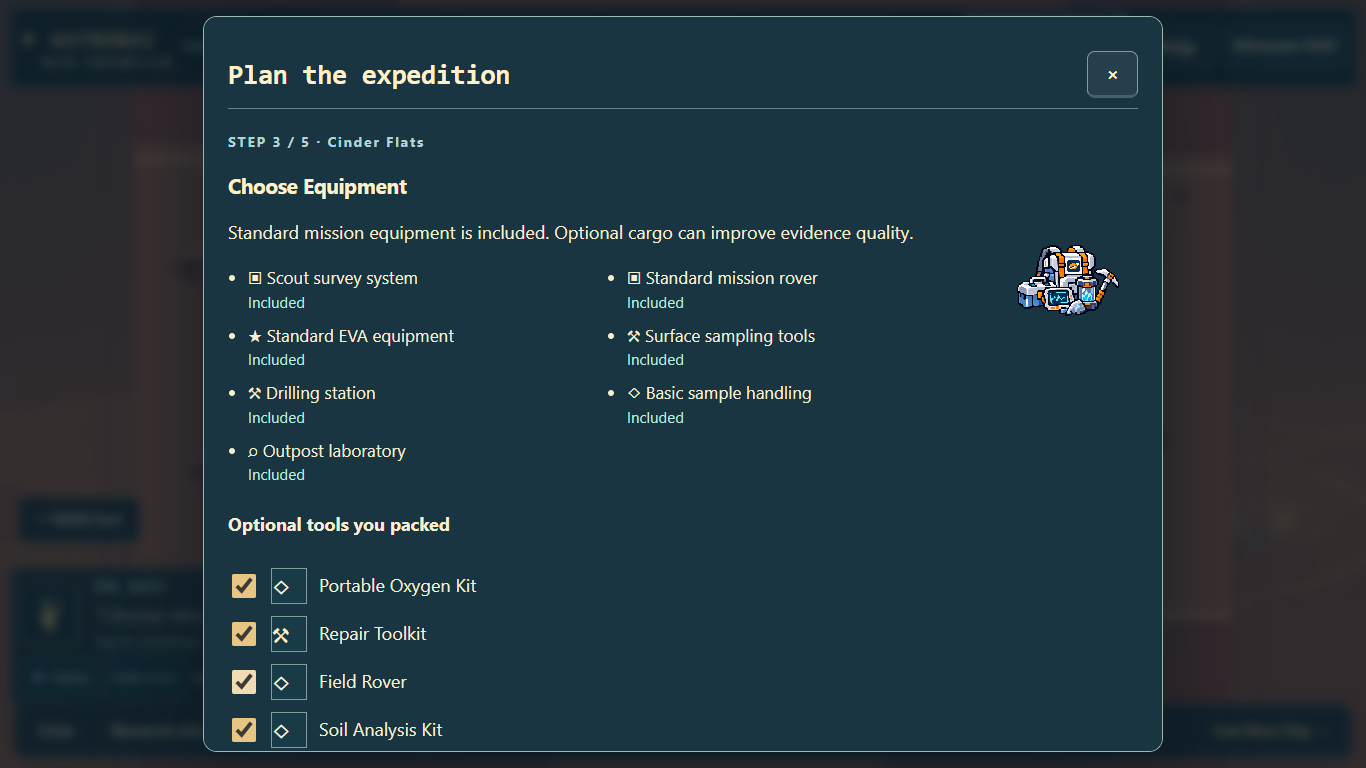 Plan the expedition
×
STEP 3 / 5 · Cinder Flats
Choose Equipment
Standard mission equipment is included. Optional cargo can improve evidence quality.
Scout survey system
Included
Standard mission rover
Included
Standard EVA equipment
Included
Surface sampling tools
Included
Drilling station
Included
Basic sample handling
Included
Outpost laboratory
Included
Optional tools you packed
Portable Oxygen Kit
Repair Toolkit
Field Rover
Soil Analysis Kit